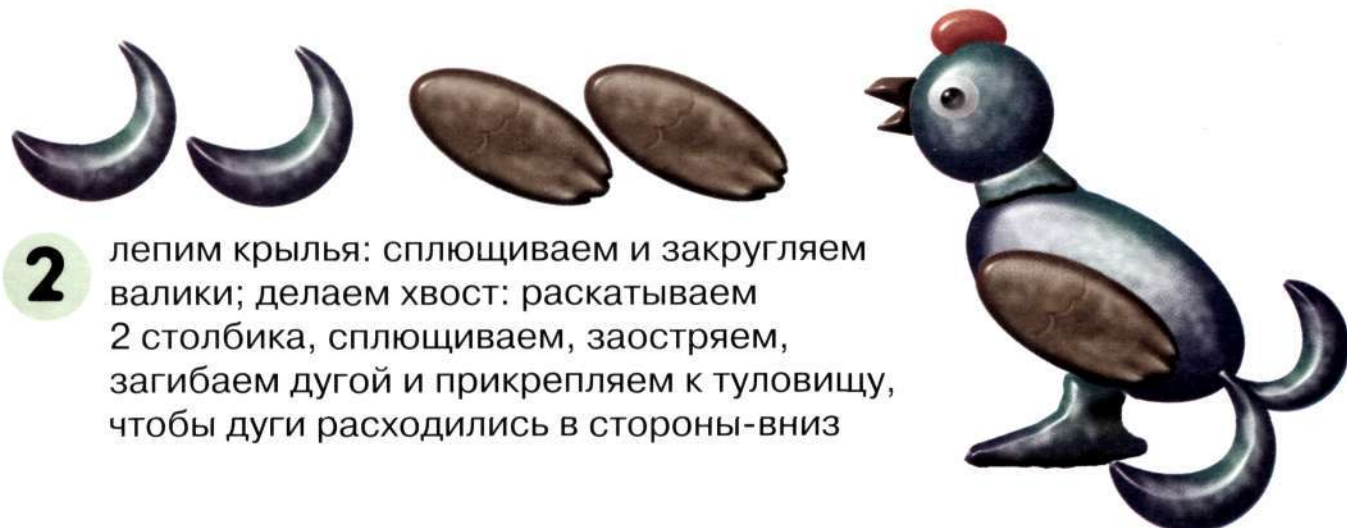 2
лепим крылья: сплющиваем и закругляем
валики; делаем хвост: раскатываем
2 столбика, сплющиваем, заостряем,
загибаем дугой и прикрепляем к туловищу,
чтобы дуги расходились в стороны-вниз